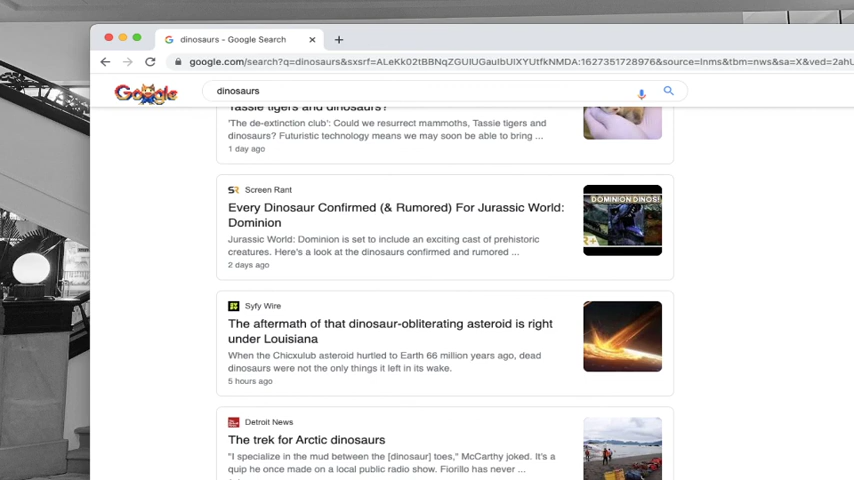 dinosaurs - Google Search
google.com/search?q=dinosaurs&sxsrf=ALeKk02tBBNqZGUIUGaulbUIXYUtfkNMDA:1627351728976&source=lnms&tbm=nws&sa=X&ved=2ahU
Google
dinosaurs
Tassie tigers and dinosaurs?
'The de-extinction club': Could we resurrect mammoths, Tassie tigers and
dinosaurs? Futuristic technology means we may soon be able to bring ...
1 day ago
SR Screen Rant
Every Dinosaur Confirmed (& Rumored) For Jurassic World:
Dominion
DOMINION DINOS!
Jurassic World: Dominion is set to include an exciting cast of prehistoric
creatures. Here's a look at the dinosaurs confirmed and rumored ...
2 days ago
Syfy Wire
The aftermath of that dinosaur-obliterating asteroid is right
under Louisiana
When the Chicxulub asteroid hurtled to Earth 66 million years ago, dead
dinosaurs were not the only things it left in its wake.
5 hours ago
Detroit News
The trek for Arctic dinosaurs
"I specialize in the mud between the [dinosaur] toes," McCarthy joked. It's a
quip he once made on a local public radio show. Fiorillo has never ...